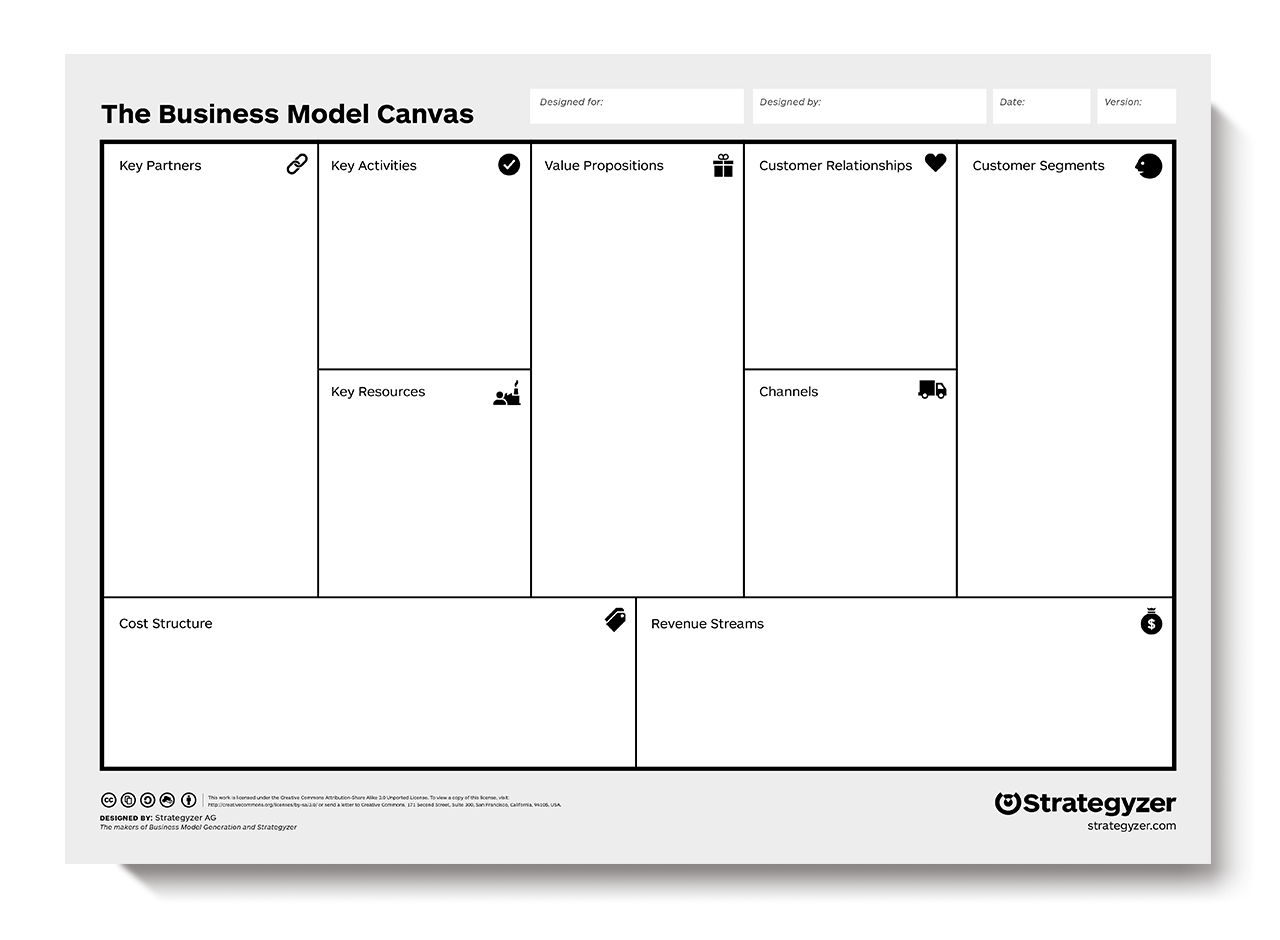 The Business Model Canvas
Designed for:
Designed by:
Date:
Version:
Key Partners
Key Activities
Value Propositions
Customer Relationships
Customer Segments
Key Resources
Channels
Cost Structure
Revenue Streams
$
cc
This work is licensed under the Creative Commons Attribution-Share Alike 3.0 Unported License. To view a copy of this license, visit:
http://creativecommons.org/licenses/by-sa/3.0/ or send a letter to Creative Commons, 171 Second Street, Suite 300, San Francisco, California, 94105, USA.
DESIGNED BY: Strategyzer AG
The makers of Business Model Generation and Strategyzer
Strategyzer
strategyzer.com